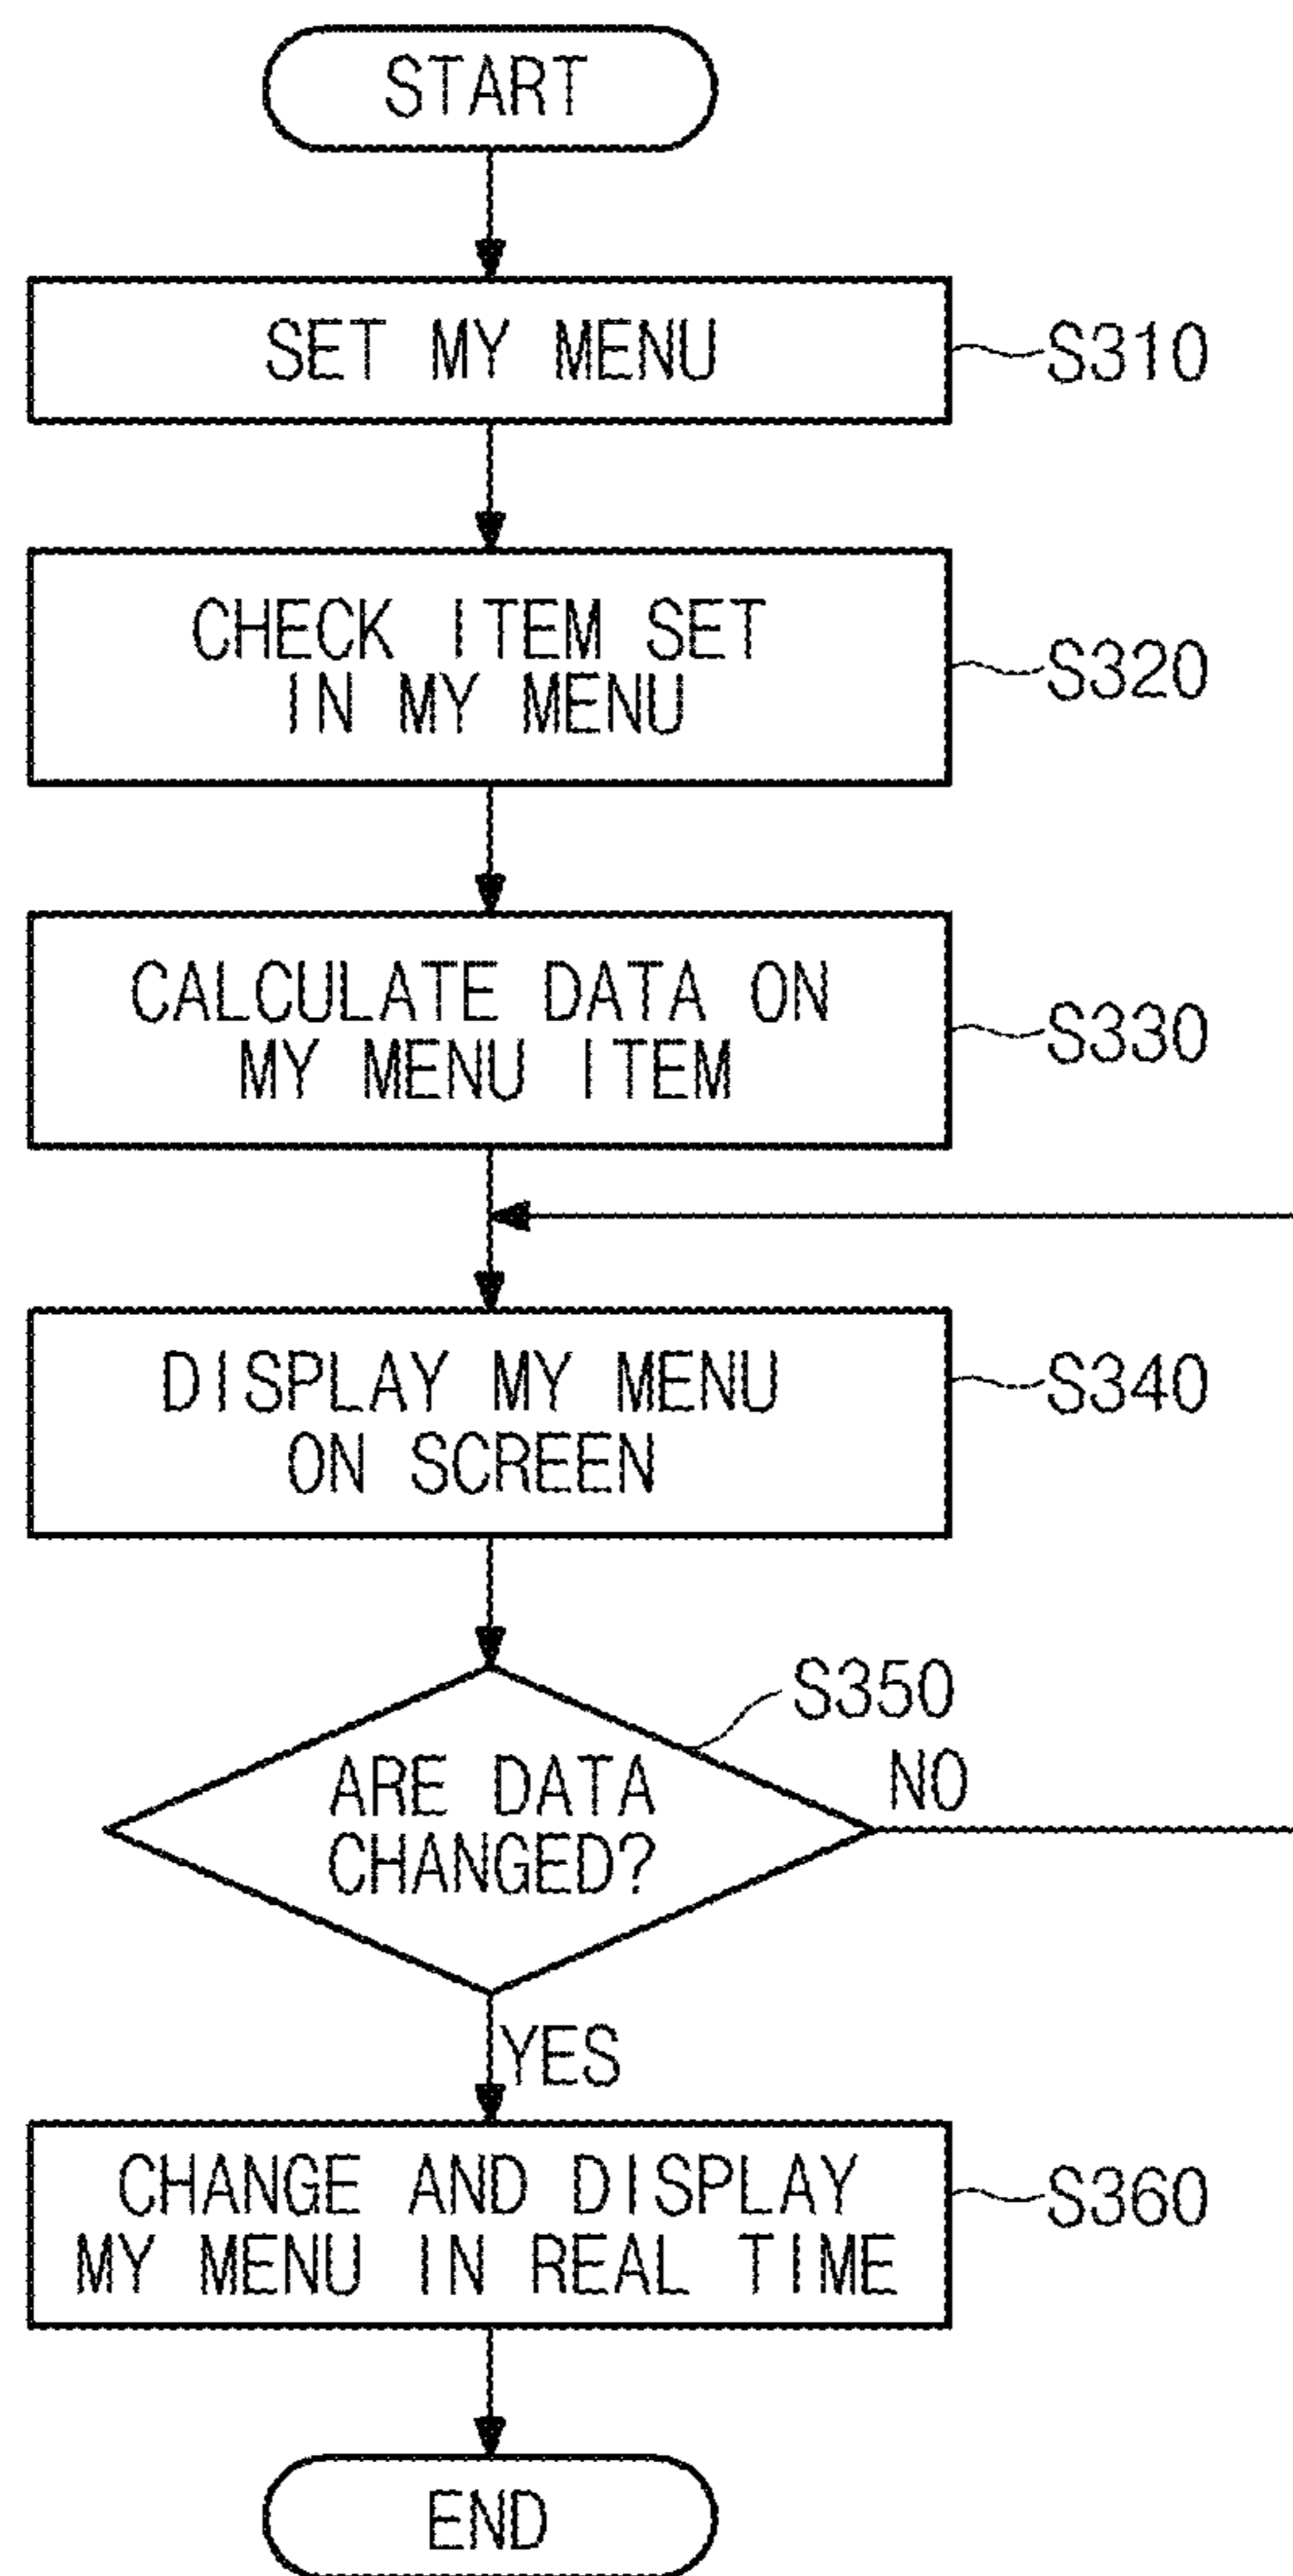 START
SET MY MENU
S310
CHECK ITEM SET
IN MY MENU
S320
CALCULATE DATA ON
MY MENU ITEM
S330
DISPLAY MY MENU
ON SCREEN
S340
S350
ARE DATA
CHANGED?
NO
YES
CHANGE AND DISPLAY
MY MENU IN REAL TIME
S360
END